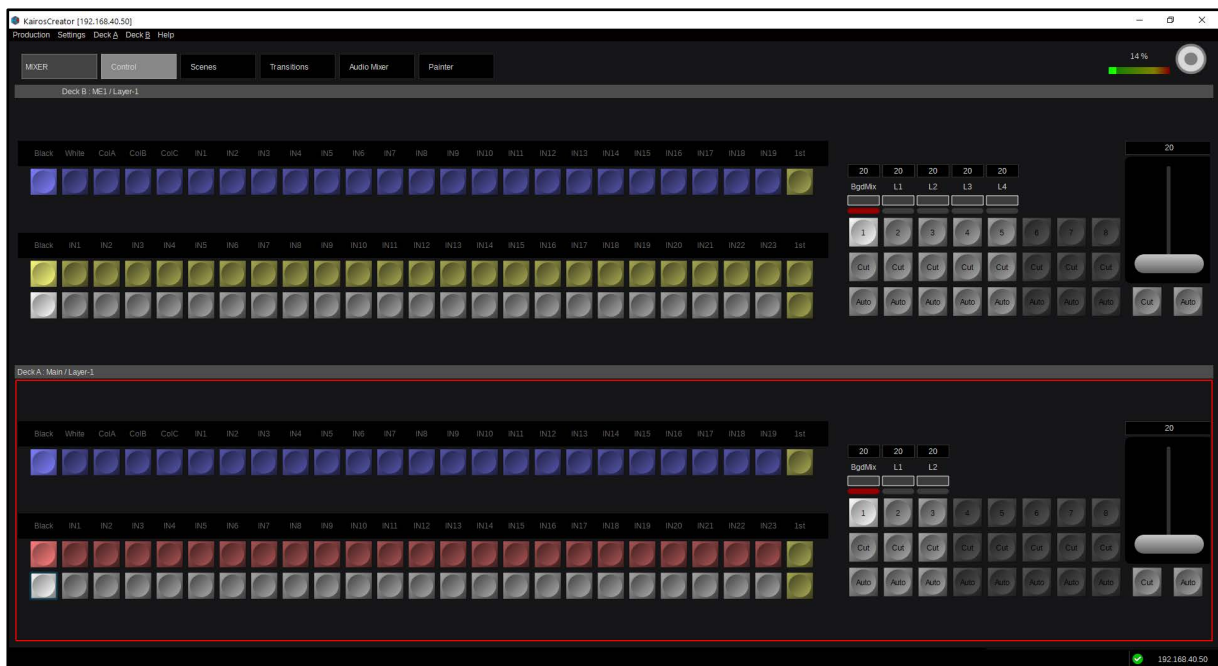 KairosCreator [192.168.40.50]
Production Settings Deck A Deck B Help
14 %
MIXER Control Scenes Transitions Audio Mixer Painter
Deck B : ME1 / Layer-1
20
Black White ColA ColB ColC IN1 IN2 IN3 IN4 IN5 IN6 IN7 IN8 IN9 IN10 IN11 IN12 IN13 IN14 IN15 IN16 IN17 IN18 IN19 1st
20 20 20 20 20
BgdMix L1 L2 L3 L4
1 2 3 4 5 6 7 8
Black IN1 IN2 IN3 IN4 IN5 IN6 IN7 IN8 IN9 IN10 IN11 IN12 IN13 IN14 IN15 IN16 IN17 IN18 IN19 IN20 IN21 IN22 IN23 1st
Cut Cut Cut Cut Cut Cut Cut Cut
Auto Auto Auto Auto Auto Auto Auto Auto Cut Auto
Deck A : Main / Layer-1
20
Black White ColA ColB ColC IN1 IN2 IN3 IN4 IN5 IN6 IN7 IN8 IN9 IN10 IN11 IN12 IN13 IN14 IN15 IN16 IN17 IN18 IN19 1st
20 20 20
BgdMix L1 L2
1 2 3 4 5 6 7 8
Black IN1 IN2 IN3 IN4 IN5 IN6 IN7 IN8 IN9 IN10 IN11 IN12 IN13 IN14 IN15 IN16 IN17 IN18 IN19 IN20 IN21 IN22 IN23 1st
Cut Cut Cut Cut Cut Cut Cut Cut
Auto Auto Auto Auto Auto Auto Auto Auto Cut Auto
192.168.40.50